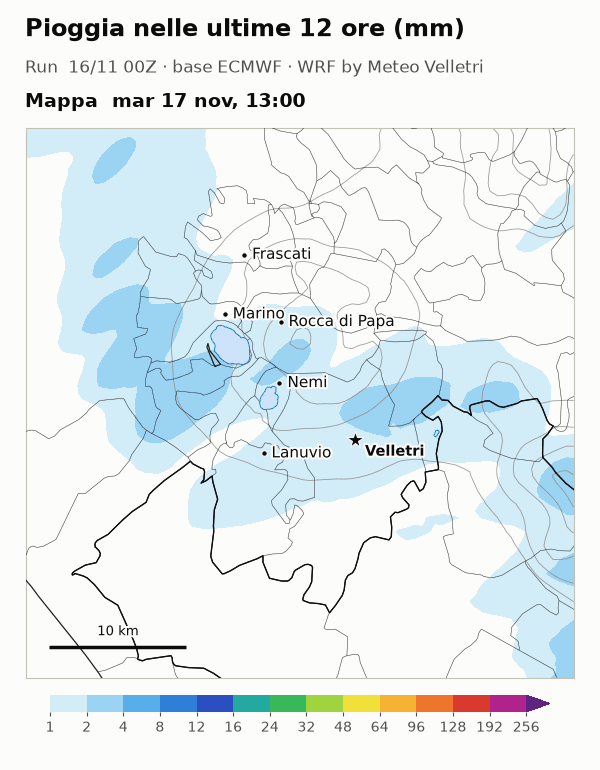 Pioggia nelle ultime 12 ore (mm)
Run  16/11 00Z · base ECMWF · WRF by Meteo Velletri
Mappa  mar 17 nov, 13:00
Frascati
Marino
Rocca di Papa
Nemi
Velletri
Lanuvio
10 km
1 2 4 8 12 16 24 32 48 64 96 128 192 256